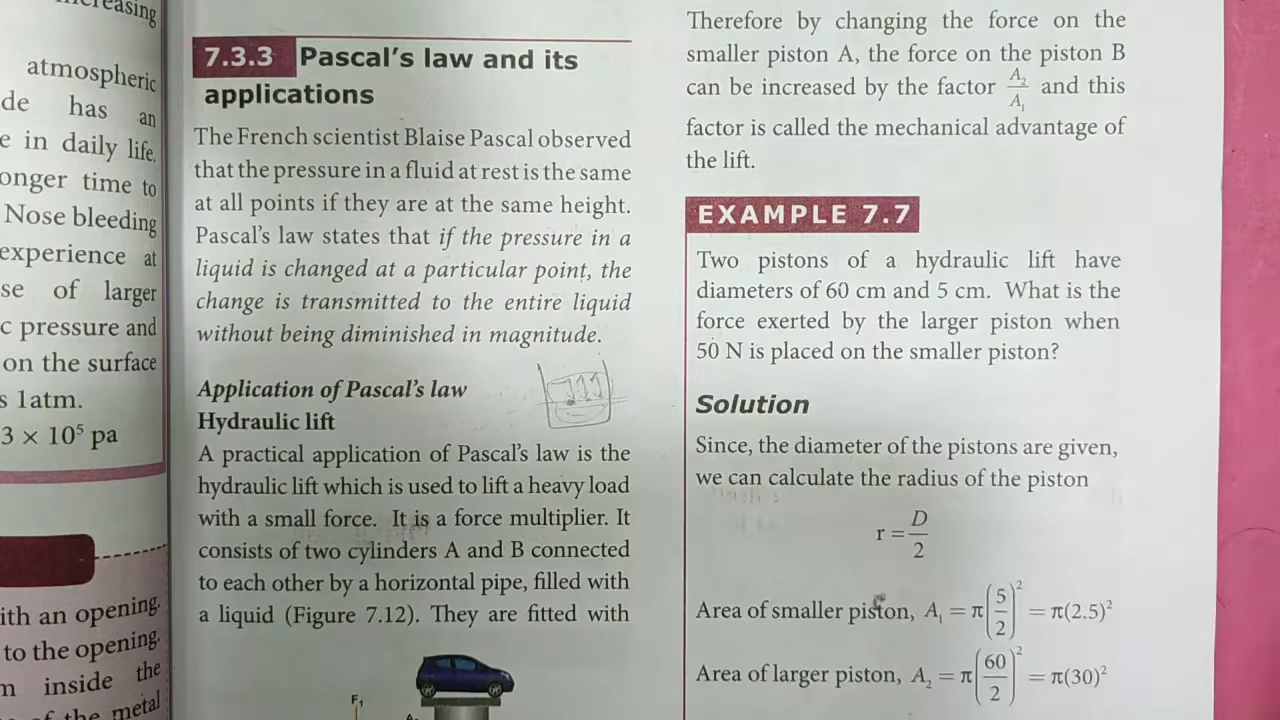 increasing
atmospheric
de has an
e in daily life,
onger time to
Nose bleeding
experience at
se of larger
c pressure and
on the surface
s 1atm.
3 × 10⁵ pa
ith an opening.
to the opening.
m inside the
of the metal
7.3.3 Pascal's law and its
applications
The French scientist Blaise Pascal observed
that the pressure in a fluid at rest is the same
at all points if they are at the same height.
Pascal's law states that if the pressure in a
liquid is changed at a particular point, the
change is transmitted to the entire liquid
without being diminished in magnitude.
Application of Pascal's law
Hydraulic lift
A practical application of Pascal's law is the
hydraulic lift which is used to lift a heavy load
with a small force. It is a force multiplier. It
consists of two cylinders A and B connected
to each other by a horizontal pipe, filled with
a liquid (Figure 7.12). They are fitted with
F₁
Therefore by changing the force on the
smaller piston A, the force on the piston B
can be increased by the factor A₂/A₁ and this
factor is called the mechanical advantage of
the lift.
EXAMPLE 7.7
Two pistons of a hydraulic lift have
diameters of 60 cm and 5 cm. What is the
force exerted by the larger piston when
50 N is placed on the smaller piston?
Solution
Since, the diameter of the pistons are given,
we can calculate the radius of the piston
r = D/2
Area of smaller piston, A₁ = π(5/2)² = π(2.5)²
Area of larger piston, A₂ = π(60/2)² = π(30)²